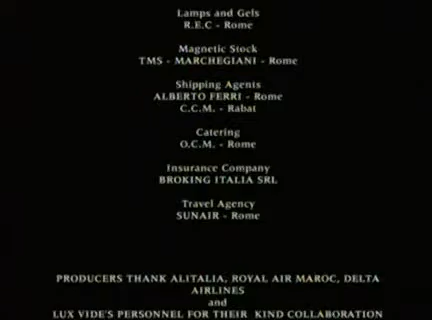 Lamps and Gels
R.E.C - Rome
Magnetic Stock
TMS - MARCHEGIANI - Rome
Shipping Agents
ALBERTO FERRI - Rome
C.C.M. - Rabat
Catering
O.C.M. - Rome
Insurance Company
BROKING ITALIA SRL
Travel Agency
SUNAIR - Rome
PRODUCERS THANK ALITALIA, ROYAL AIR MAROC, DELTA
AIRLINES
and
LUX VIDE'S PERSONNEL FOR THEIR KIND COLLABORATION